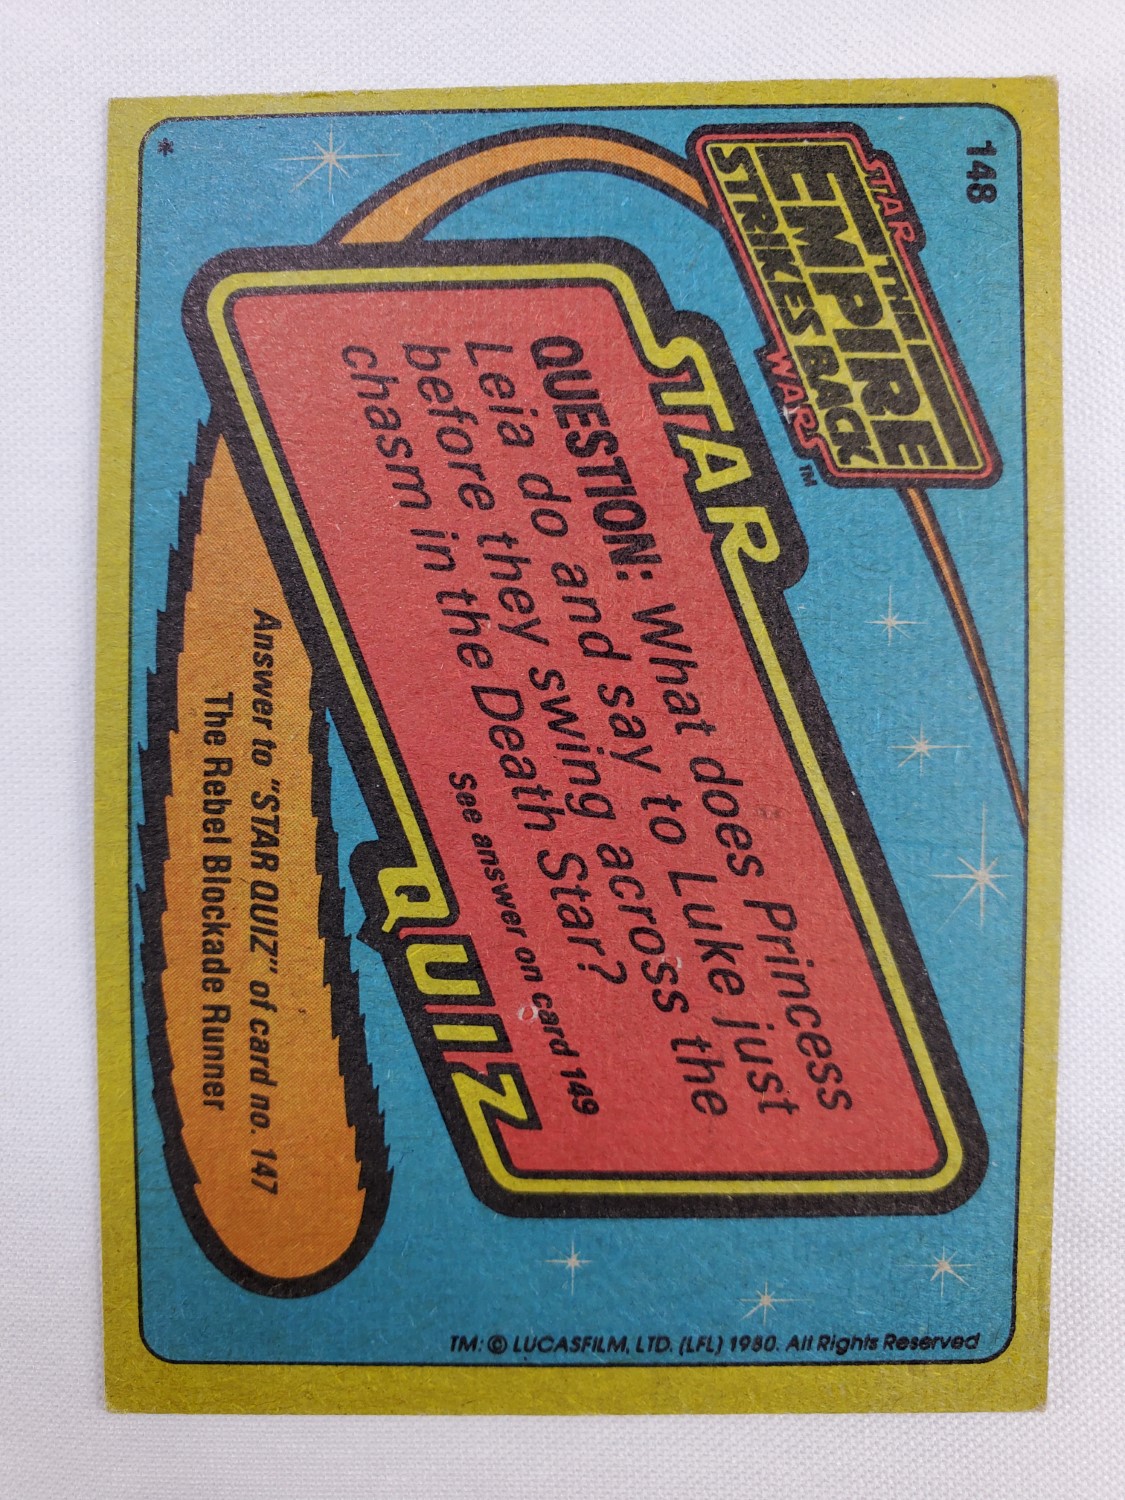 148
STAR
THE
EMPIRE
STRIKES BACK
WARS™
STAR
QUESTION: What does Princess
Leia do and say to Luke just
before they swing across the
chasm in the Death Star?
See answer on card 149
QUIZ
Answer to "STAR QUIZ" of card no. 147
The Rebel Blockade Runner
*
TM: © LUCASFILM, LTD. (LFL) 1980. All Rights Reserved